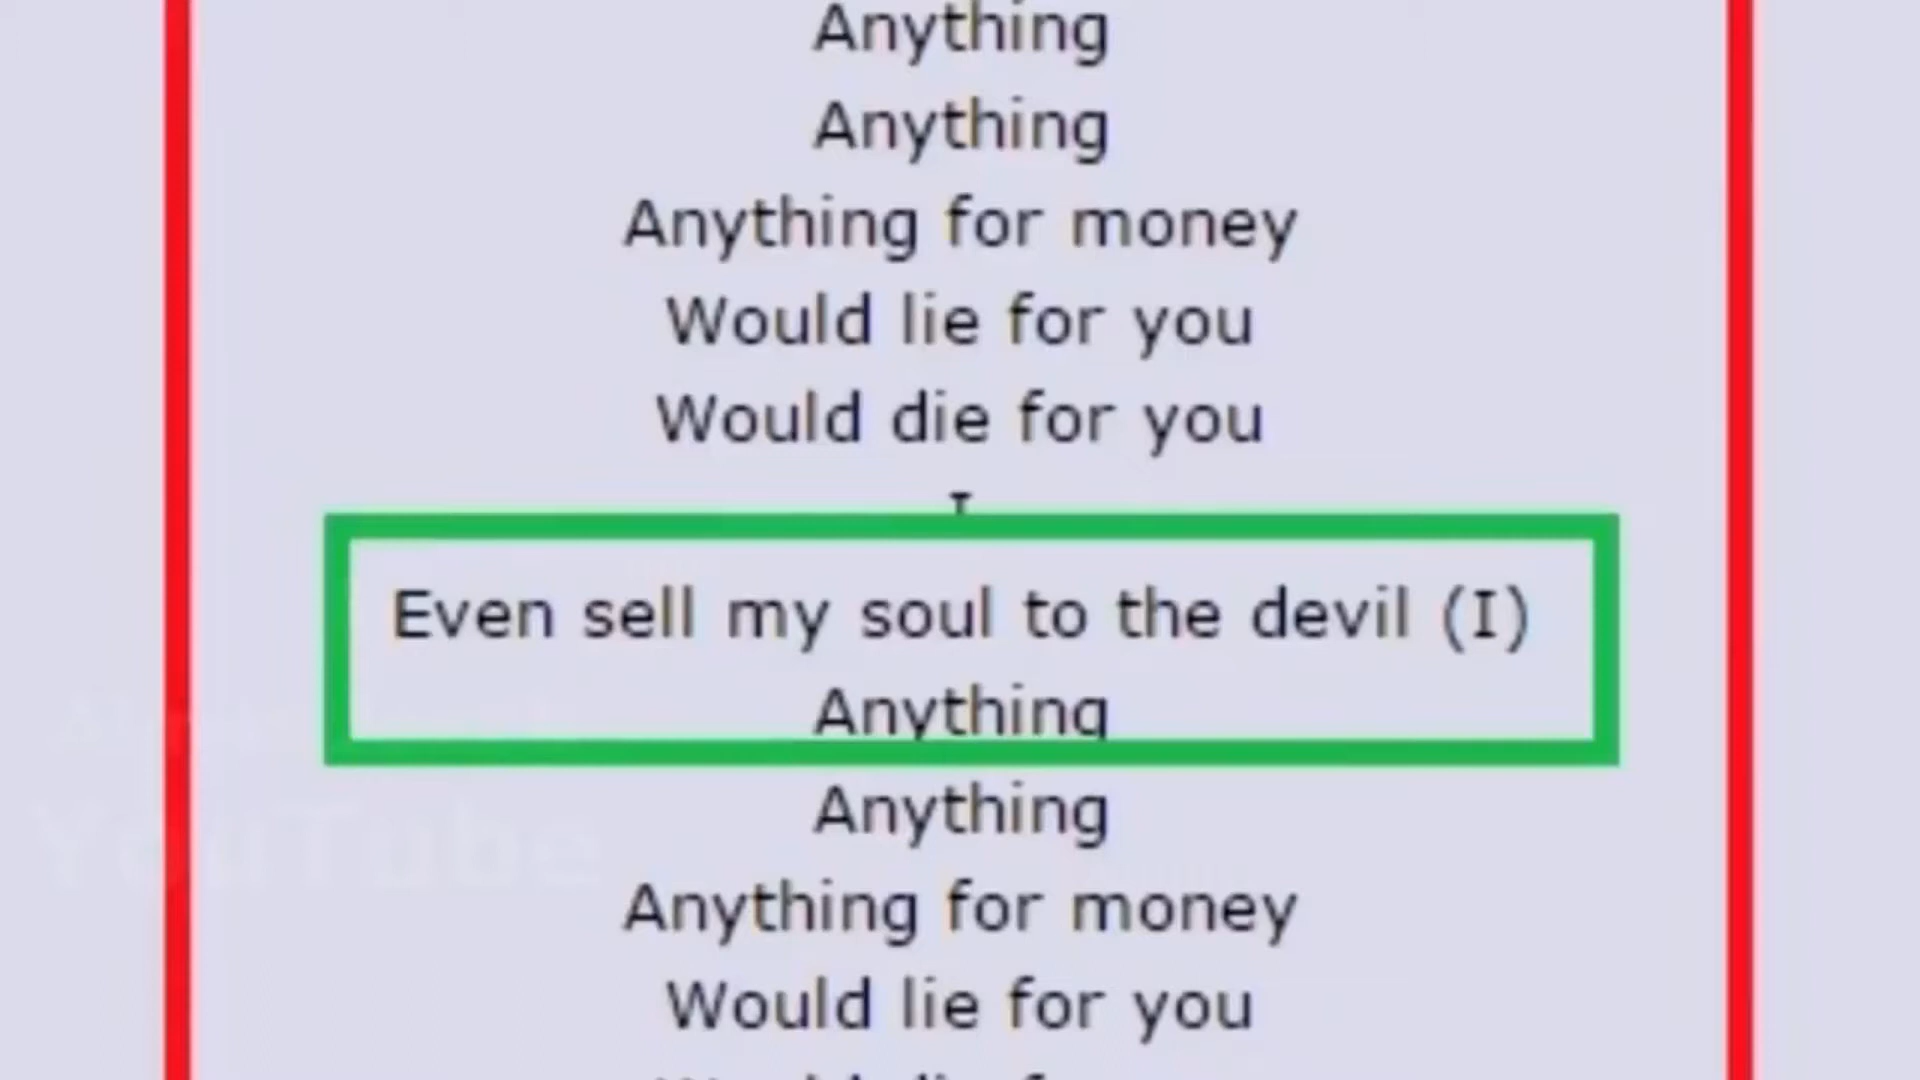 Anything
Anything
Anything for money
Would lie for you
Would die for you
I
Even sell my soul to the devil (I)
Anything
Anything
Anything for money
Would lie for you
YouTube